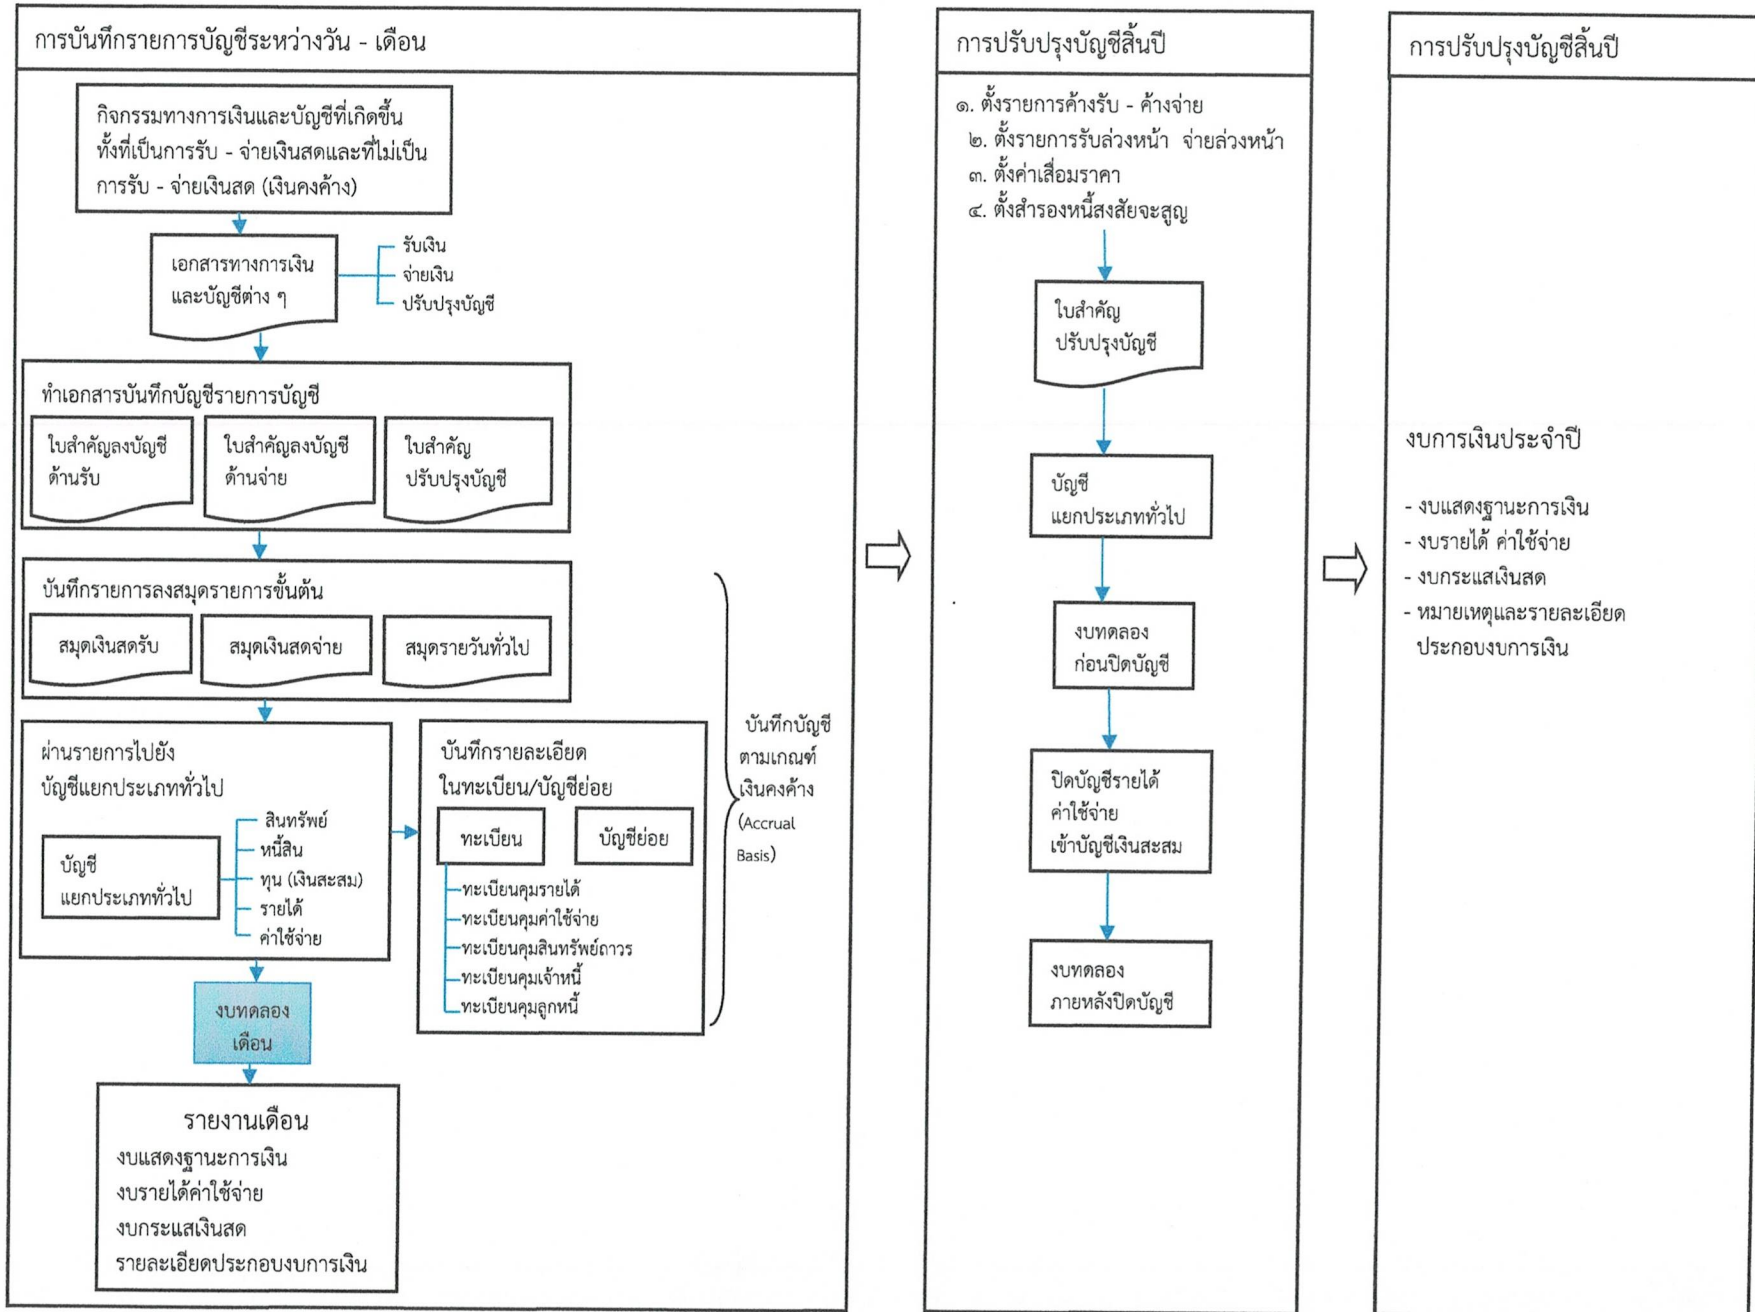 การบันทึกรายการบัญชีระหว่างวัน - เดือน
กิจกรรมทางการเงินและบัญชีที่เกิดขึ้น
ทั้งที่เป็นการรับ - จ่ายเงินสดและที่ไม่เป็น
การรับ - จ่ายเงินสด (เงินคงค้าง)
เอกสารทางการเงิน
และบัญชีต่าง ๆ
รับเงิน
จ่ายเงิน
ปรับปรุงบัญชี
ทำเอกสารบันทึกบัญชีรายการบัญชี
ใบสำคัญลงบัญชี
ด้านรับ
ใบสำคัญลงบัญชี
ด้านจ่าย
ใบสำคัญ
ปรับปรุงบัญชี
บันทึกรายการลงสมุดรายการขั้นต้น
สมุดเงินสดรับ
สมุดเงินสดจ่าย
สมุดรายวันทั่วไป
ผ่านรายการไปยัง
บัญชีแยกประเภททั่วไป
บัญชี
แยกประเภททั่วไป
สินทรัพย์
หนี้สิน
ทุน (เงินสะสม)
รายได้
ค่าใช้จ่าย
บันทึกรายละเอียด
ในทะเบียน/บัญชีย่อย
ทะเบียน
บัญชีย่อย
ทะเบียนคุมรายได้
ทะเบียนคุมค่าใช้จ่าย
ทะเบียนคุมสินทรัพย์ถาวร
ทะเบียนคุมเจ้าหนี้
ทะเบียนคุมลูกหนี้
บันทึกบัญชี
ตามเกณฑ์
เงินคงค้าง
(Accrual
Basis)
งบทดลอง
เดือน
รายงานเดือน
งบแสดงฐานะการเงิน
งบรายได้ค่าใช้จ่าย
งบกระแสเงินสด
รายละเอียดประกอบงบการเงิน
การปรับปรุงบัญชีสิ้นปี
๑. ตั้งรายการค้างรับ - ค้างจ่าย
๒. ตั้งรายการรับล่วงหน้า จ่ายล่วงหน้า
๓. ตั้งค่าเสื่อมราคา
๔. ตั้งสำรองหนี้สงสัยจะสูญ
ใบสำคัญ
ปรับปรุงบัญชี
บัญชี
แยกประเภททั่วไป
งบทดลอง
ก่อนปิดบัญชี
ปิดบัญชีรายได้
ค่าใช้จ่าย
เข้าบัญชีเงินสะสม
งบทดลอง
ภายหลังปิดบัญชี
การปรับปรุงบัญชีสิ้นปี
งบการเงินประจำปี
- งบแสดงฐานะการเงิน
- งบรายได้ ค่าใช้จ่าย
- งบกระแสเงินสด
- หมายเหตุและรายละเอียด
ประกอบงบการเงิน